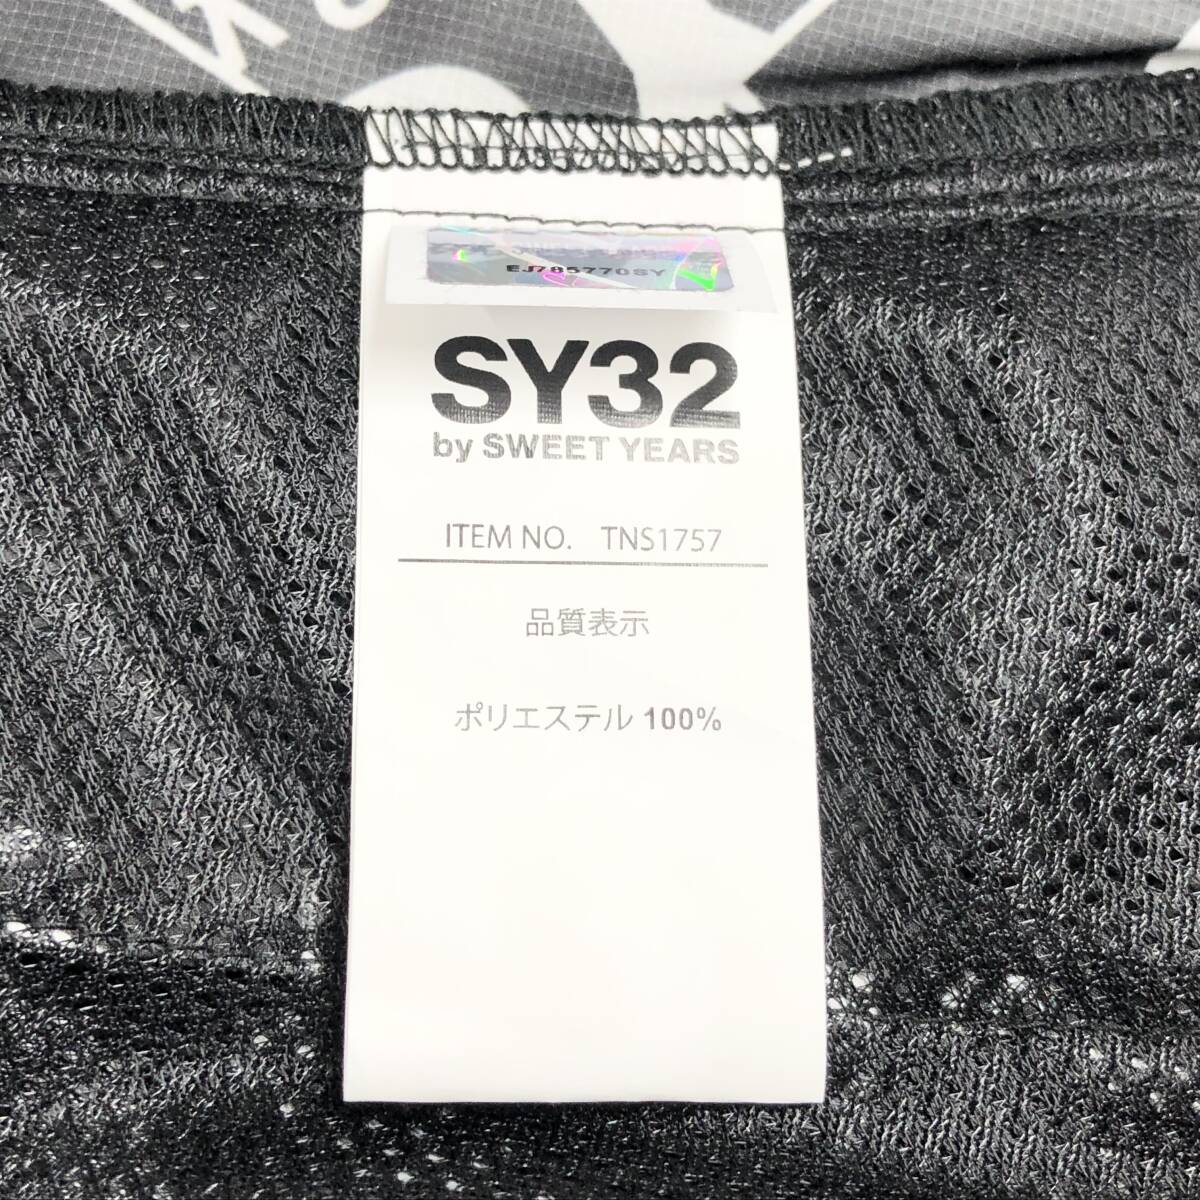 EJ785770SY
SY32
by SWEET YEARS
ITEM NO. TNS1757
品質表示
ポリエステル 100%